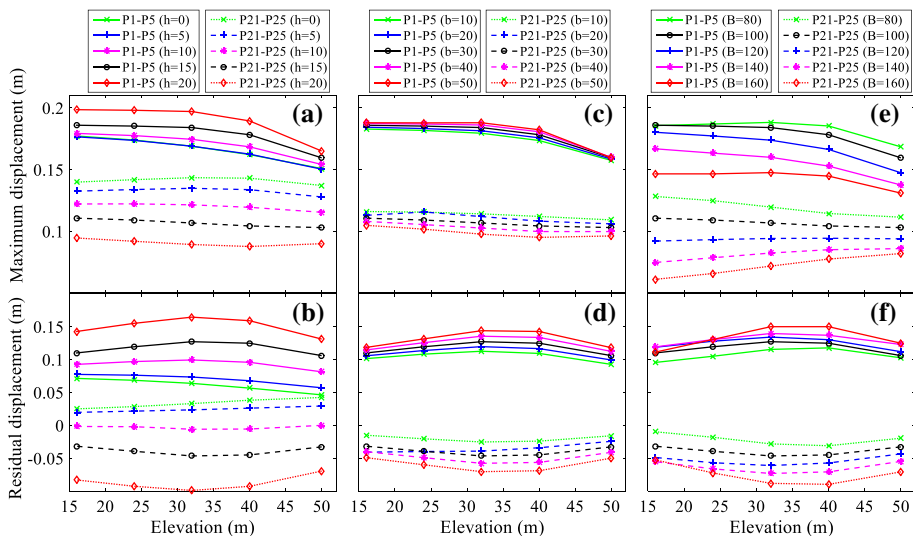 P1-P5 (h=0) P21-P25 (h=0)
P1-P5 (h=5) P21-P25 (h=5)
P1-P5 (h=10) P21-P25 (h=10)
P1-P5 (h=15) P21-P25 (h=15)
P1-P5 (h=20) P21-P25 (h=20)
P1-P5 (b=10) P21-P25 (b=10)
P1-P5 (b=20) P21-P25 (b=20)
P1-P5 (b=30) P21-P25 (b=30)
P1-P5 (b=40) P21-P25 (b=40)
P1-P5 (b=50) P21-P25 (b=50)
P1-P5 (B=80) P21-P25 (B=80)
P1-P5 (B=100) P21-P25 (B=100)
P1-P5 (B=120) P21-P25 (B=120)
P1-P5 (B=140) P21-P25 (B=140)
P1-P5 (B=160) P21-P25 (B=160)
Maximum displacement (m)
0.2
0.15
0.1
(a)
(c)
(e)
Residual displacement (m)
0.15
0.1
0.05
0
-0.05
(b)
(d)
(f)
15 20 25 30 35 40 45 50
15 20 25 30 35 40 45 50
15 20 25 30 35 40 45 50
Elevation (m)
Elevation (m)
Elevation (m)